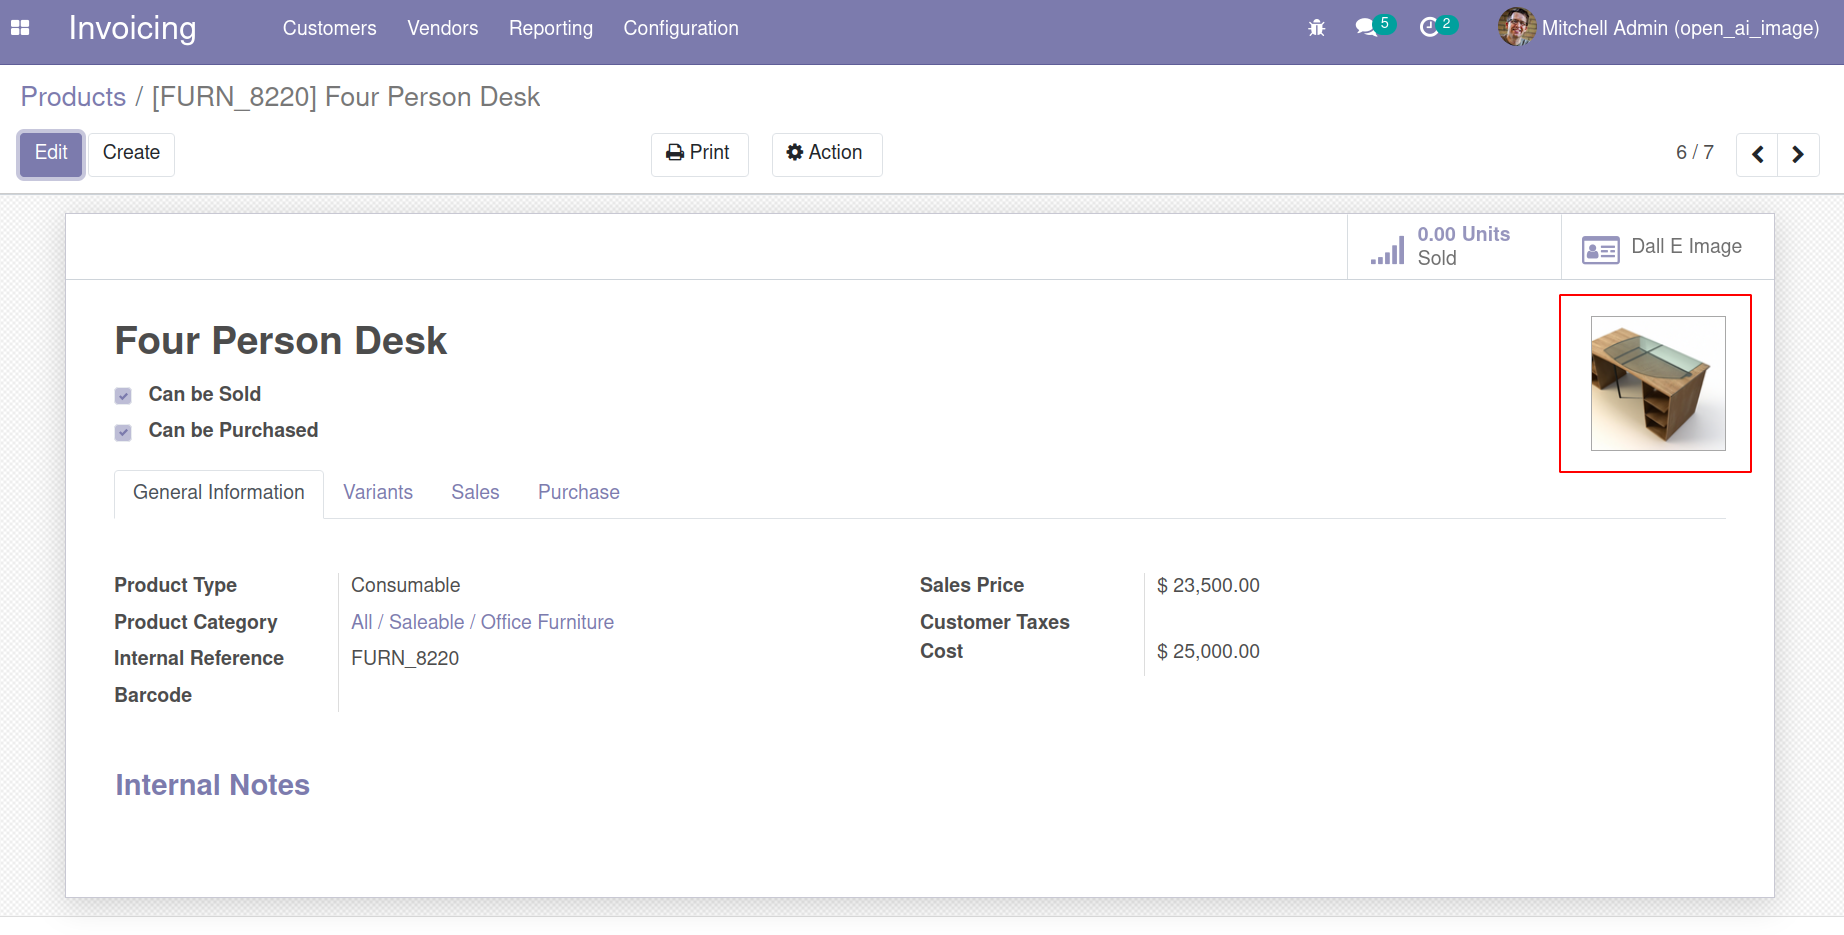 Invoicing Customers Vendors Reporting Configuration 5 2 Mitchell Admin (open_ai_image)
Products / [FURN_8220] Four Person Desk
Edit Create Print Action 6 / 7
0.00 Units
Sold
Dall E Image
Four Person Desk
Can be Sold
Can be Purchased
General Information Variants Sales Purchase
Product Type Consumable
Product Category All / Saleable / Office Furniture
Internal Reference FURN_8220
Barcode
Sales Price $ 23,500.00
Customer Taxes
Cost $ 25,000.00
Internal Notes